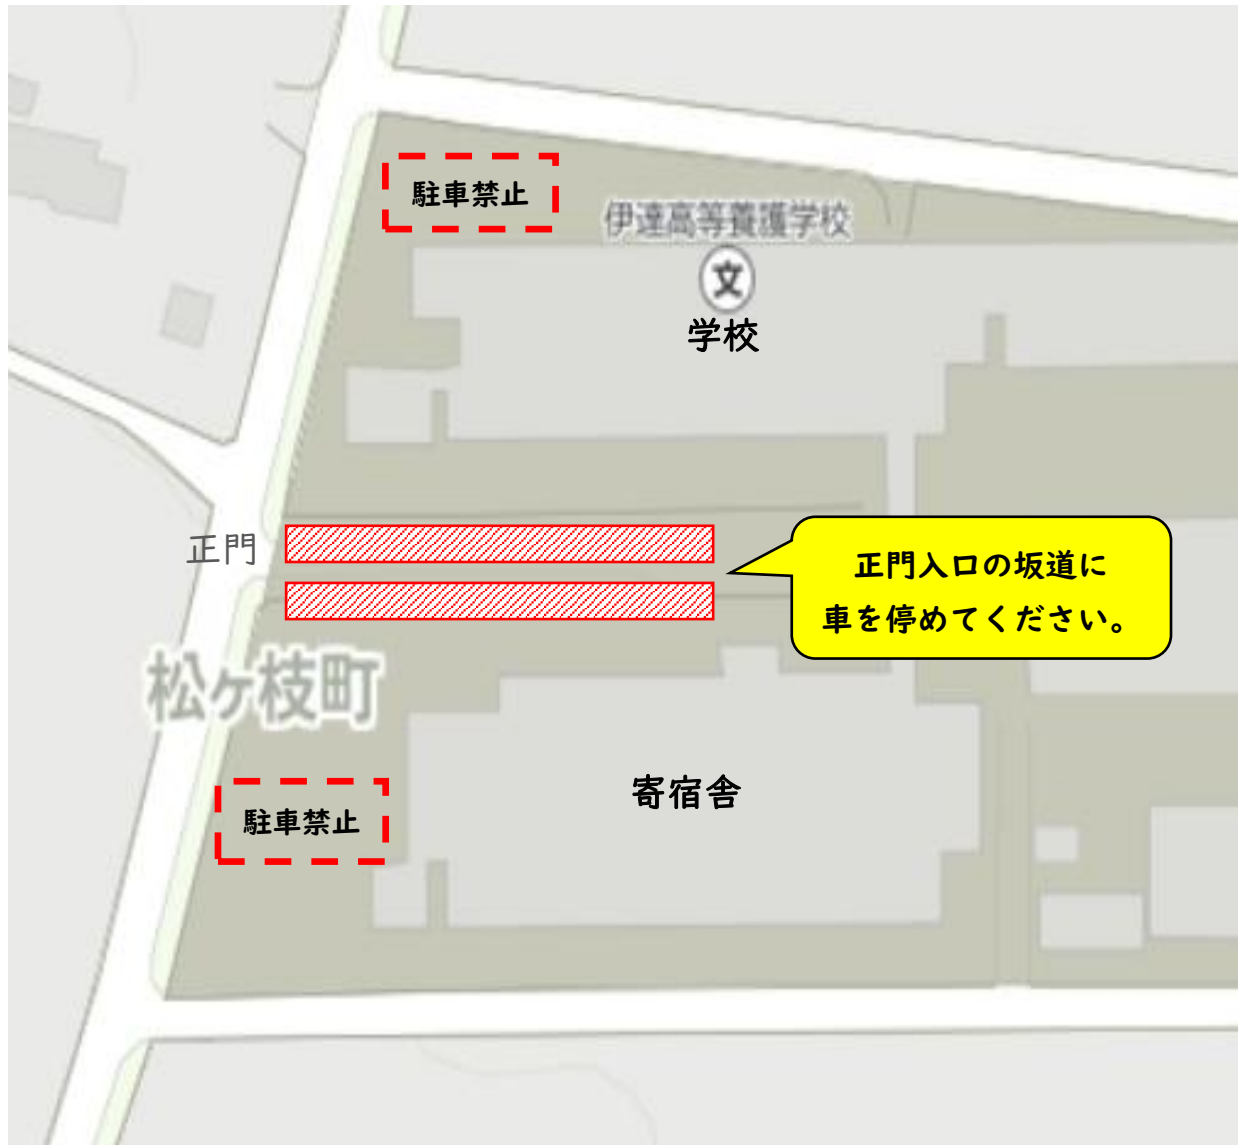 駐車禁止
伊達高等養護学校
文
学校
正門
正門入口の坂道に
車を停めてください。
松ヶ枝町
寄宿舎
駐車禁止